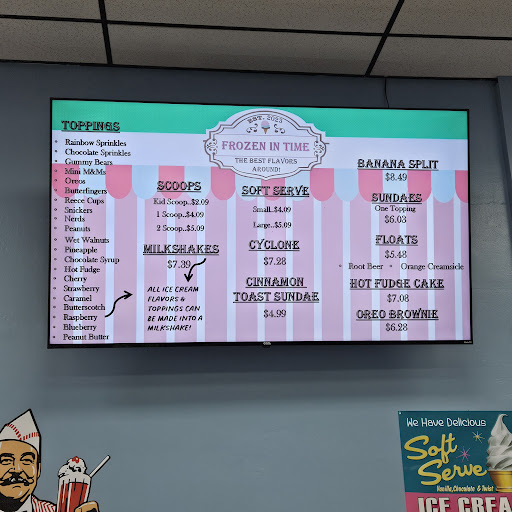 TOPPINGS
Rainbow Sprinkles
Chocolate Sprinkles
Gummy Bears
Mini M&Ms
Oreos
Butterfingers
Reece Cups
Snickers
Nerds
Peanuts
Wet Walnuts
Pineapple
Chocolate Syrup
Hot Fudge
Cherry
Strawberry
Caramel
Butterscotch
Raspberry
Blueberry
Peanut Butter
EST. 2023
FROZEN IN TIME
THE BEST FLAVORS
AROUND!
SCOOPS
Kid Scoop..$2.09
1 Scoop..$4.09
2 Scoop..$5.09
MILKSHAKES
$7.39
ALL ICE CREAM
FLAVORS &
TOPPINGS CAN
BE MADE INTO A
MILKSHAKE!
SOFT SERVE
Small..$4.09
Large..$5.09
CYCLONE
$7.28
CINNAMON
TOAST SUNDAE
$4.99
BANANA SPLIT
$8.49
SUNDAES
One Topping
$6.03
FLOATS
$5.48
Root Beer • Orange Creamsicle
HOT FUDGE CAKE
$7.08
OREO BROWNIE
$6.28
We Have Delicious
Soft
Serve
Vanilla, Chocolate & Twist
ICE CREA